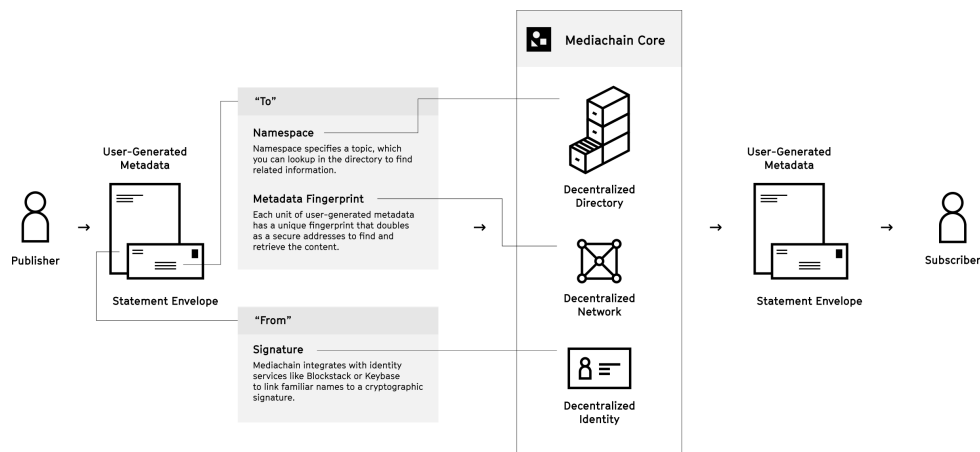 Mediachain Core
Publisher
→
User-Generated
Metadata
Statement Envelope
“To”
Namespace
Namespace specifies a topic, which
you can lookup in the directory to find
related information.
Metadata Fingerprint
Each unit of user-generated metadata
has a unique fingerprint that doubles
as a secure addresses to find and
retrieve the content.
“From”
Signature
Mediachain integrates with identity
services like Blockstack or Keybase
to link familiar names to a cryptographic
signature.
→
Decentralized
Directory
Decentralized
Network
Decentralized
Identity
→
User-Generated
Metadata
Statement Envelope
→
Subscriber